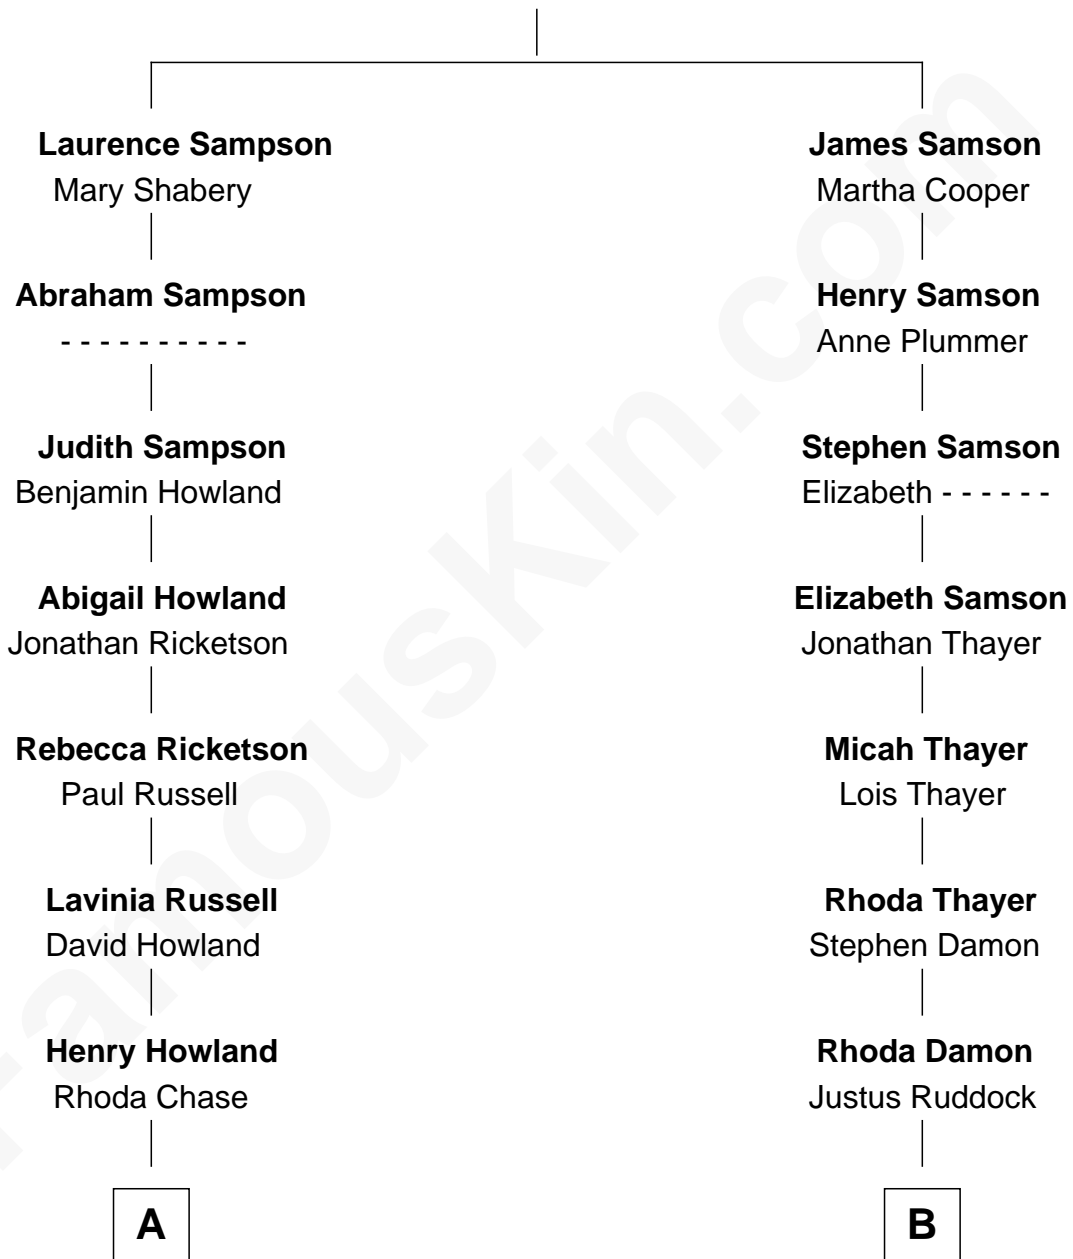 Laurence Sampson
Mary Shabery
Abraham Sampson
- - - - - - - - - -
Judith Sampson
Benjamin Howland
Abigail Howland
Jonathan Ricketson
Rebecca Ricketson
Paul Russell
Lavinia Russell
David Howland
Henry Howland
Rhoda Chase
A
James Samson
Martha Cooper
Henry Samson
Anne Plummer
Stephen Samson
Elizabeth - - - - - -
Elizabeth Samson
Jonathan Thayer
Micah Thayer
Lois Thayer
Rhoda Thayer
Stephen Damon
Rhoda Damon
Justus Ruddock
B
FamousKin.com